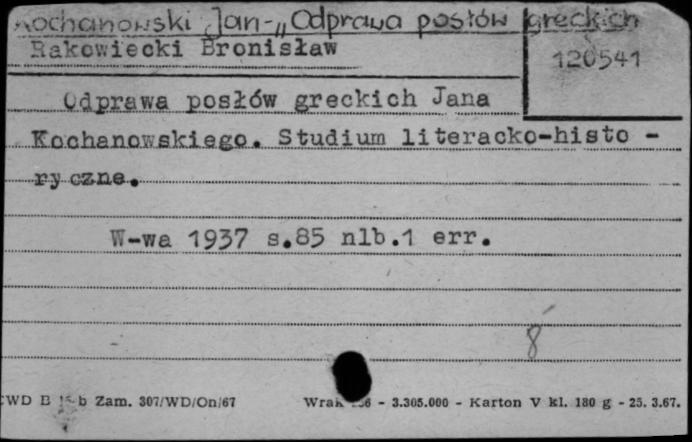 Kochanowski Jan-„Odprawa posłów greckich
Rakowiecki Bronisław
120541
Odprawa posłów greckich Jana
Kochanowskiego. Studium literacko-histo -
ryczne.
W-wa 1937 s.85 nlb.1 err.
8
WD B b Zam. 307/WD/On/67 - 3.305.000 - Karton V kl. 180 g - 25. 3.67.